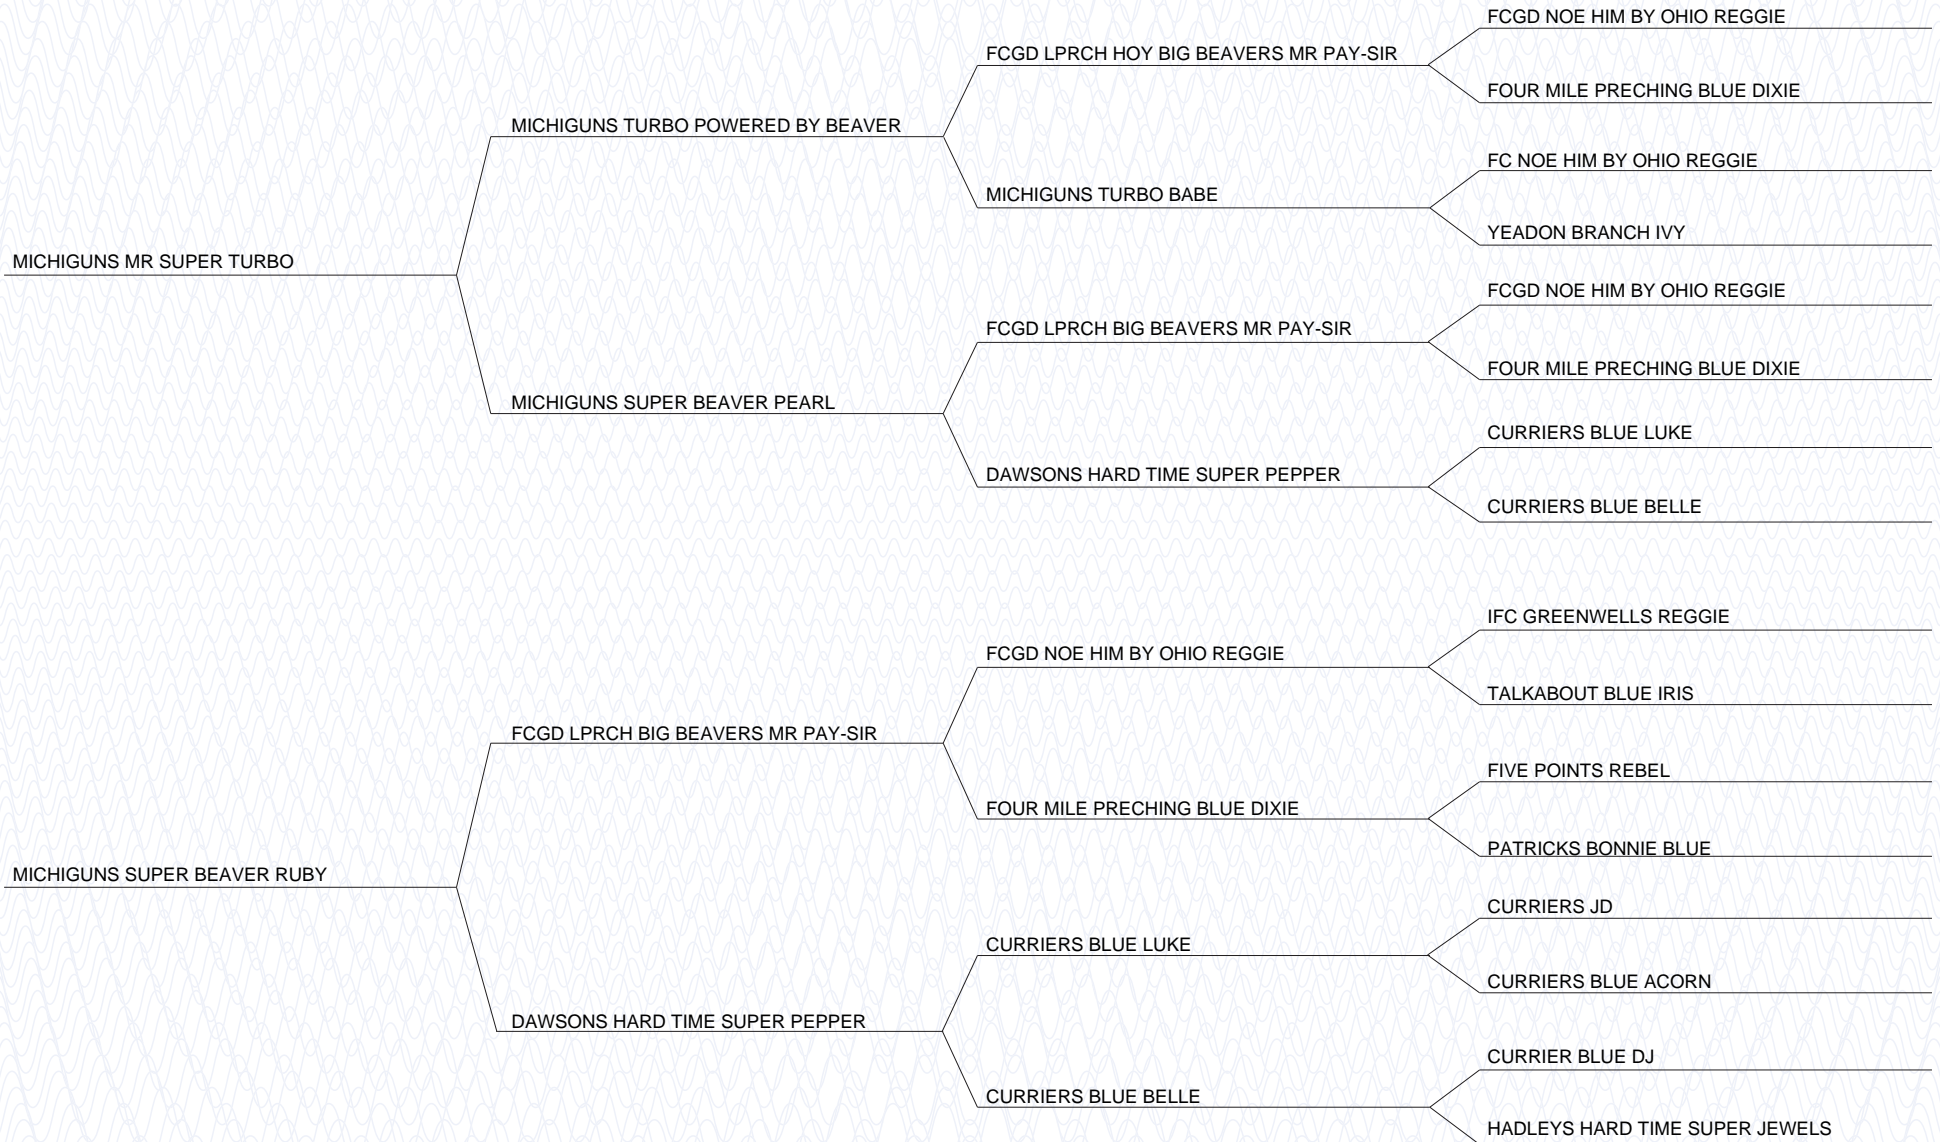 FCGD NOE HIM BY OHIO REGGIE
FCGD LPRCH HOY BIG BEAVERS MR PAY-SIR
FOUR MILE PRECHING BLUE DIXIE
MICHIGUNS TURBO POWERED BY BEAVER
FC NOE HIM BY OHIO REGGIE
MICHIGUNS TURBO BABE
YEADON BRANCH IVY
MICHIGUNS MR SUPER TURBO
FCGD NOE HIM BY OHIO REGGIE
FCGD LPRCH BIG BEAVERS MR PAY-SIR
FOUR MILE PRECHING BLUE DIXIE
MICHIGUNS SUPER BEAVER PEARL
CURRIERS BLUE LUKE
DAWSONS HARD TIME SUPER PEPPER
CURRIERS BLUE BELLE
IFC GREENWELLS REGGIE
FCGD NOE HIM BY OHIO REGGIE
TALKABOUT BLUE IRIS
FCGD LPRCH BIG BEAVERS MR PAY-SIR
FIVE POINTS REBEL
FOUR MILE PRECHING BLUE DIXIE
PATRICKS BONNIE BLUE
MICHIGUNS SUPER BEAVER RUBY
CURRIERS JD
CURRIERS BLUE LUKE
CURRIERS BLUE ACORN
DAWSONS HARD TIME SUPER PEPPER
CURRIER BLUE DJ
CURRIERS BLUE BELLE
HADLEYS HARD TIME SUPER JEWELS